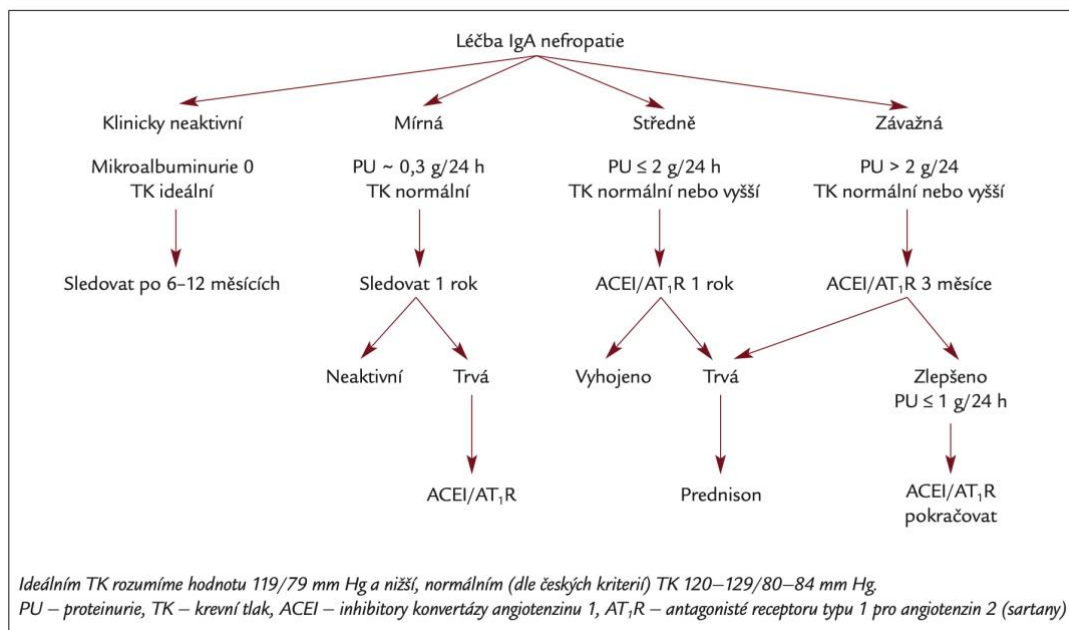 Léčba IgA nefropatie
Klinicky neaktivní
Mírná
Středně
Závažná
Mikroalbuminurie 0
TK ideální
PU ~ 0,3 g/24 h
TK normální
PU ≤ 2 g/24 h
TK normální nebo vyšší
PU > 2 g/24
TK normální nebo vyšší
Sledovat po 6–12 měsících
Sledovat 1 rok
ACEI/AT₁R 1 rok
ACEI/AT₁R 3 měsíce
Neaktivní
Trvá
Vyhojeno
Trvá
Zlepšeno
PU ≤ 1 g/24 h
ACEI/AT₁R
Prednison
ACEI/AT₁R
pokračovat
Ideálním TK rozumíme hodnotu 119/79 mm Hg a nižší, normálním (dle českých kriterií) TK 120–129/80–84 mm Hg.
PU – proteinurie, TK – krevní tlak, ACEI – inhibitory konvertázy angiotenzinu 1, AT₁R – antagonisté receptoru typu 1 pro angiotenzin 2 (sartany)